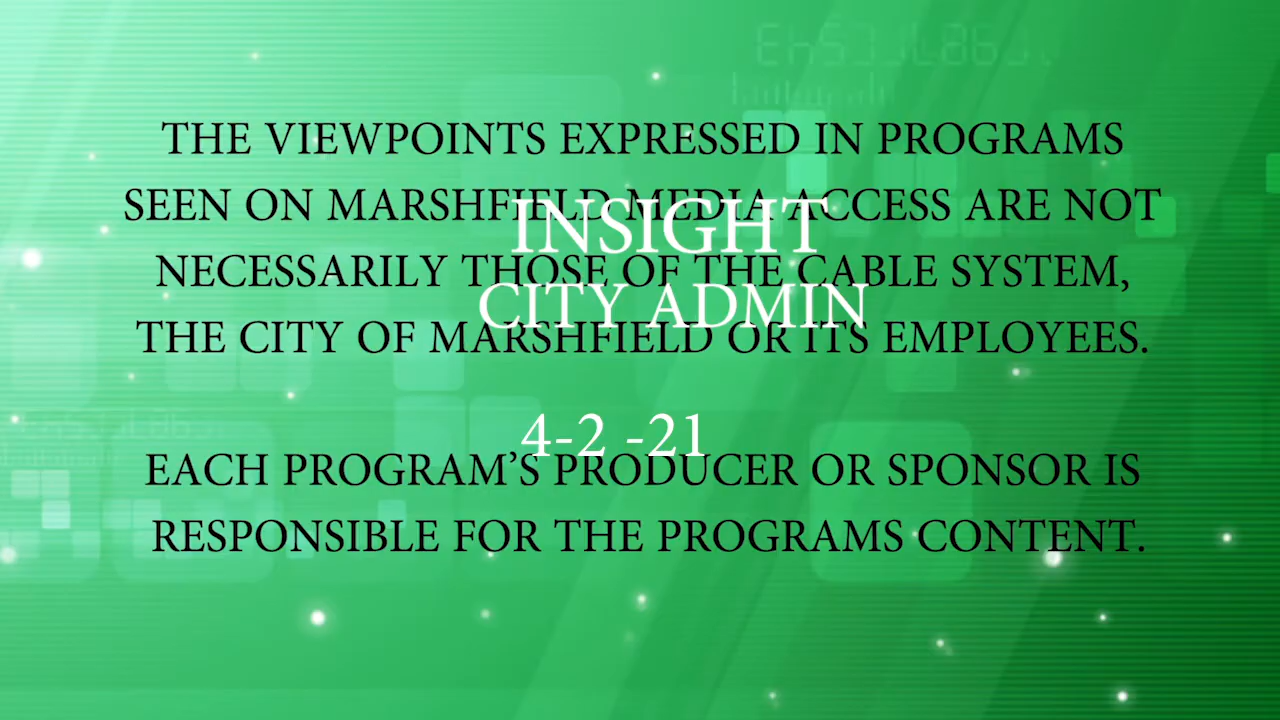 THE VIEWPOINTS EXPRESSED IN PROGRAMS
SEEN ON MARSHFIELD MEDIA ACCESS ARE NOT
NECESSARILY THOSE OF THE CABLE SYSTEM,
THE CITY OF MARSHFIELD OR ITS EMPLOYEES.
EACH PROGRAM’S PRODUCER OR SPONSOR IS
RESPONSIBLE FOR THE PROGRAMS CONTENT.
INSIGHT
CITY ADMIN
4-2 -21